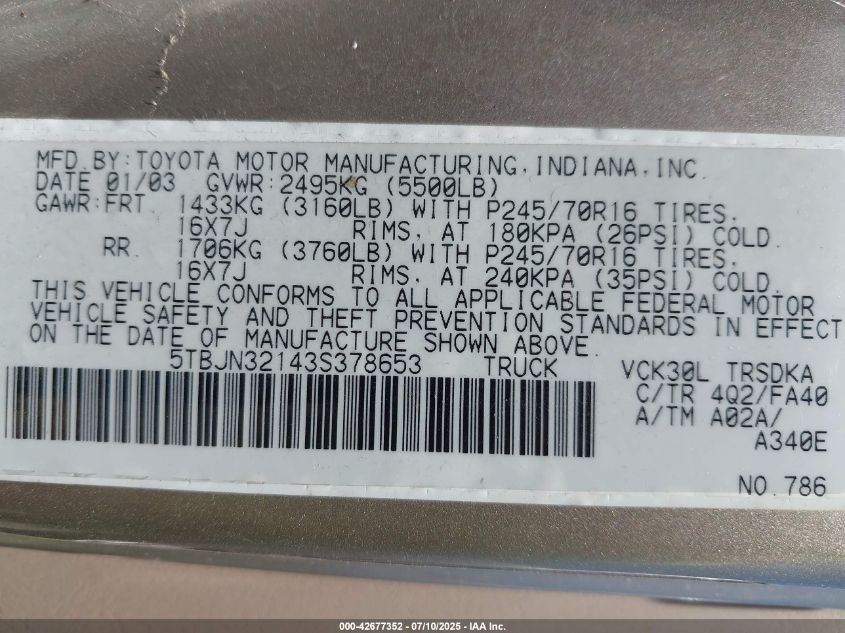 MFD.BY:TOYOTA MOTOR MANUFACTURING,INDIANA,INC.
DATE 01/03 GVWR:2495KG (5500LB)
GAWR:FRT. 1433KG (3160LB) WITH P245/70R16 TIRES.
16X7J RIMS, AT 180KPA (26PSI) COLD.
RR. 1706KG (3760LB) WITH P245/70R16 TIRES.
16X7J RIMS, AT 240KPA (35PSI) COLD.
THIS VEHICLE CONFORMS TO ALL APPLICABLE FEDERAL MOTOR
VEHICLE SAFETY AND THEFT PREVENTION STANDARDS IN EFFECT
ON THE DATE OF MANUFACTURE SHOWN ABOVE.
5TBJN32143S378653 TRUCK VCK30L TRSDKA
C/TR 4Q2/FA40
A/TM A02A/
A340E
NO.786
000-42677352 | 07/10/2025 - IAA Inc.